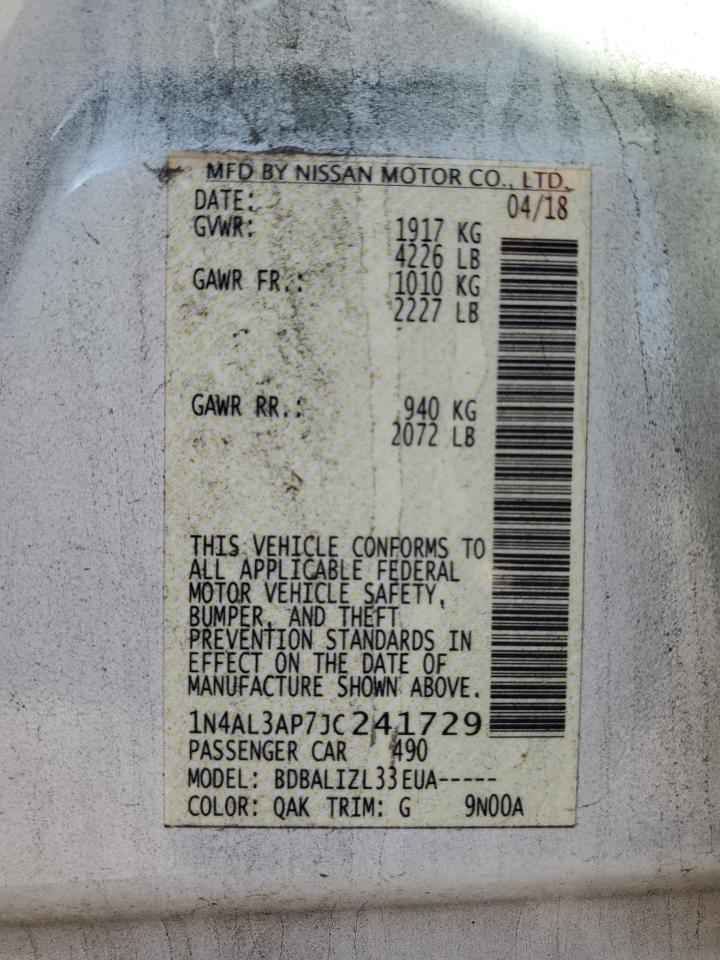 MFD BY NISSAN MOTOR CO., LTD.
DATE: 04/18
GVWR: 1917 KG
4226 LB
GAWR FR.: 1010 KG
2227 LB
GAWR RR.: 940 KG
2072 LB
THIS VEHICLE CONFORMS TO
ALL APPLICABLE FEDERAL
MOTOR VEHICLE SAFETY,
BUMPER, AND THEFT
PREVENTION STANDARDS IN
EFFECT ON THE DATE OF
MANUFACTURE SHOWN ABOVE.
1N4AL3AP7JC241729
PASSENGER CAR 490
MODEL: BDBALIZL33EUA-----
COLOR: QAK TRIM: G 9N00A